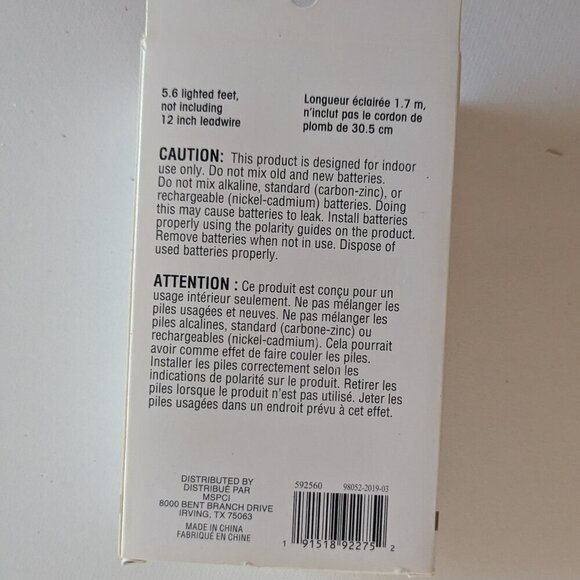 5.6 lighted feet,
not including
12 inch leadwire
Longueur éclairée 1.7 m,
n'inclut pas le cordon de
plomb de 30.5 cm
CAUTION: This product is designed for indoor
use only. Do not mix old and new batteries.
Do not mix alkaline, standard (carbon-zinc), or
rechargeable (nickel-cadmium) batteries. Doing
this may cause batteries to leak. Install batteries
properly using the polarity guides on the product.
Remove batteries when not in use. Dispose of
used batteries properly.
ATTENTION : Ce produit est conçu pour un
usage intérieur seulement. Ne pas mélanger les
piles usagées et neuves. Ne pas mélanger les
piles alcalines, standard (carbone-zinc) ou
rechargeables (nickel-cadmium). Cela pourrait
avoir comme effet de faire couler les piles.
Installer les piles correctement selon les
indications de polarité sur le produit. Retirer les
piles lorsque le produit n'est pas utilisé. Jeter les
piles usagées dans un endroit prévu à cet effet.
DISTRIBUTED BY
DISTRIBUÉ PAR
MSPCI
8000 BENT BRANCH DRIVE
IRVING, TX 75063
MADE IN CHINA
FABRIQUÉ EN CHINE
592560 98052-2019-03
1 91518 92275 2